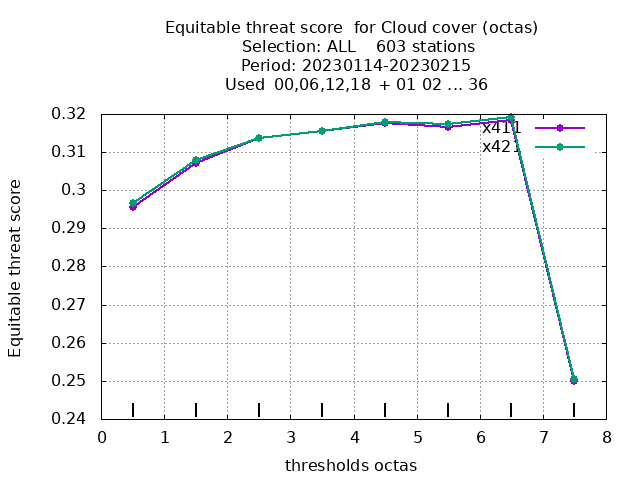 Equitable threat score for Cloud cover (octas)
Selection: ALL 603 stations
Period: 20230114-20230215
Used 00,06,12,18 + 01 02 ... 36
0.32
0.31
0.3
0.29
0.28
0.27
0.26
0.25
0.24
Equitable threat score
x411
x421
0 1 2 3 4 5 6 7 8
thresholds octas